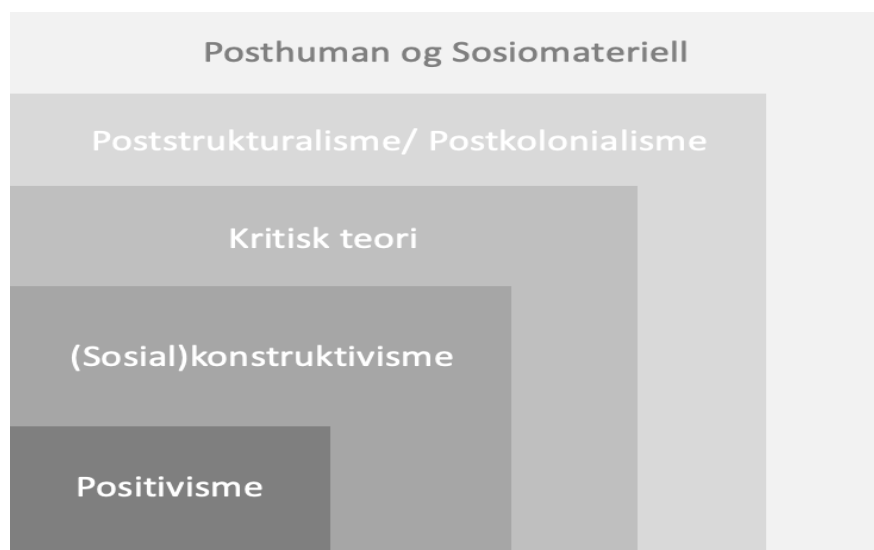 Posthuman og Sosiomateriell
Poststrukturalisme/ Postkolonialisme
Kritisk teori
(Sosial)konstruktivisme
Positivisme